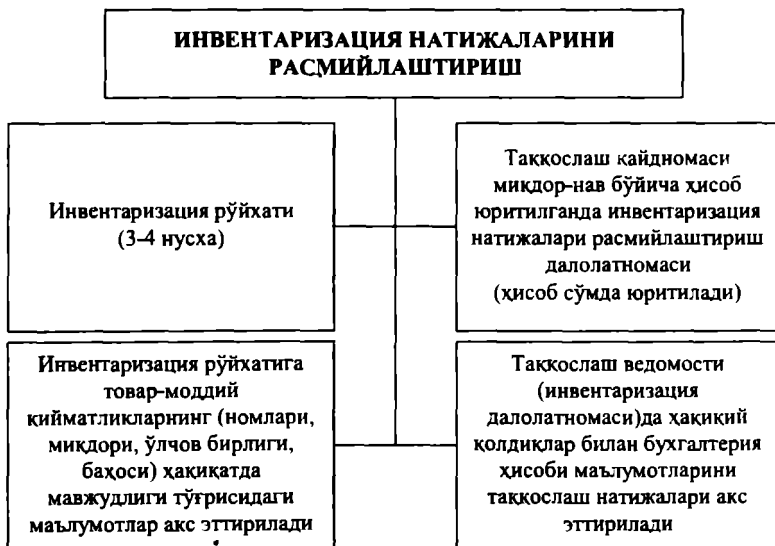 ИНВЕНТАРИЗАЦИЯ НАТИЖАЛАРИНИ
РАСМИЙЛАШТИРИШ
Инвентаризация рўйхати
(3-4 нусха)
Таққослаш қайдномаси
миқдор-нав бўйича ҳисоб
юритилганда инвентаризация
натижалари расмийлаштириш
далолатномаси
(ҳисоб сўмда юритилади)
Инвентаризация рўйхатига
товар-моддий
қийматликларнинг (номлари,
миқдори, ўлчов бирлиги,
баҳоси) ҳақиқатда
мавжудлиги тўғрисидаги
маълумотлар акс эттирилади
Таққослаш ведомости
(инвентаризация
далолатномаси)да ҳақиқий
қолдиқлар билан бухгалтерия
ҳисоби маълумотларини
таққослаш натижалари акс
эттирилади